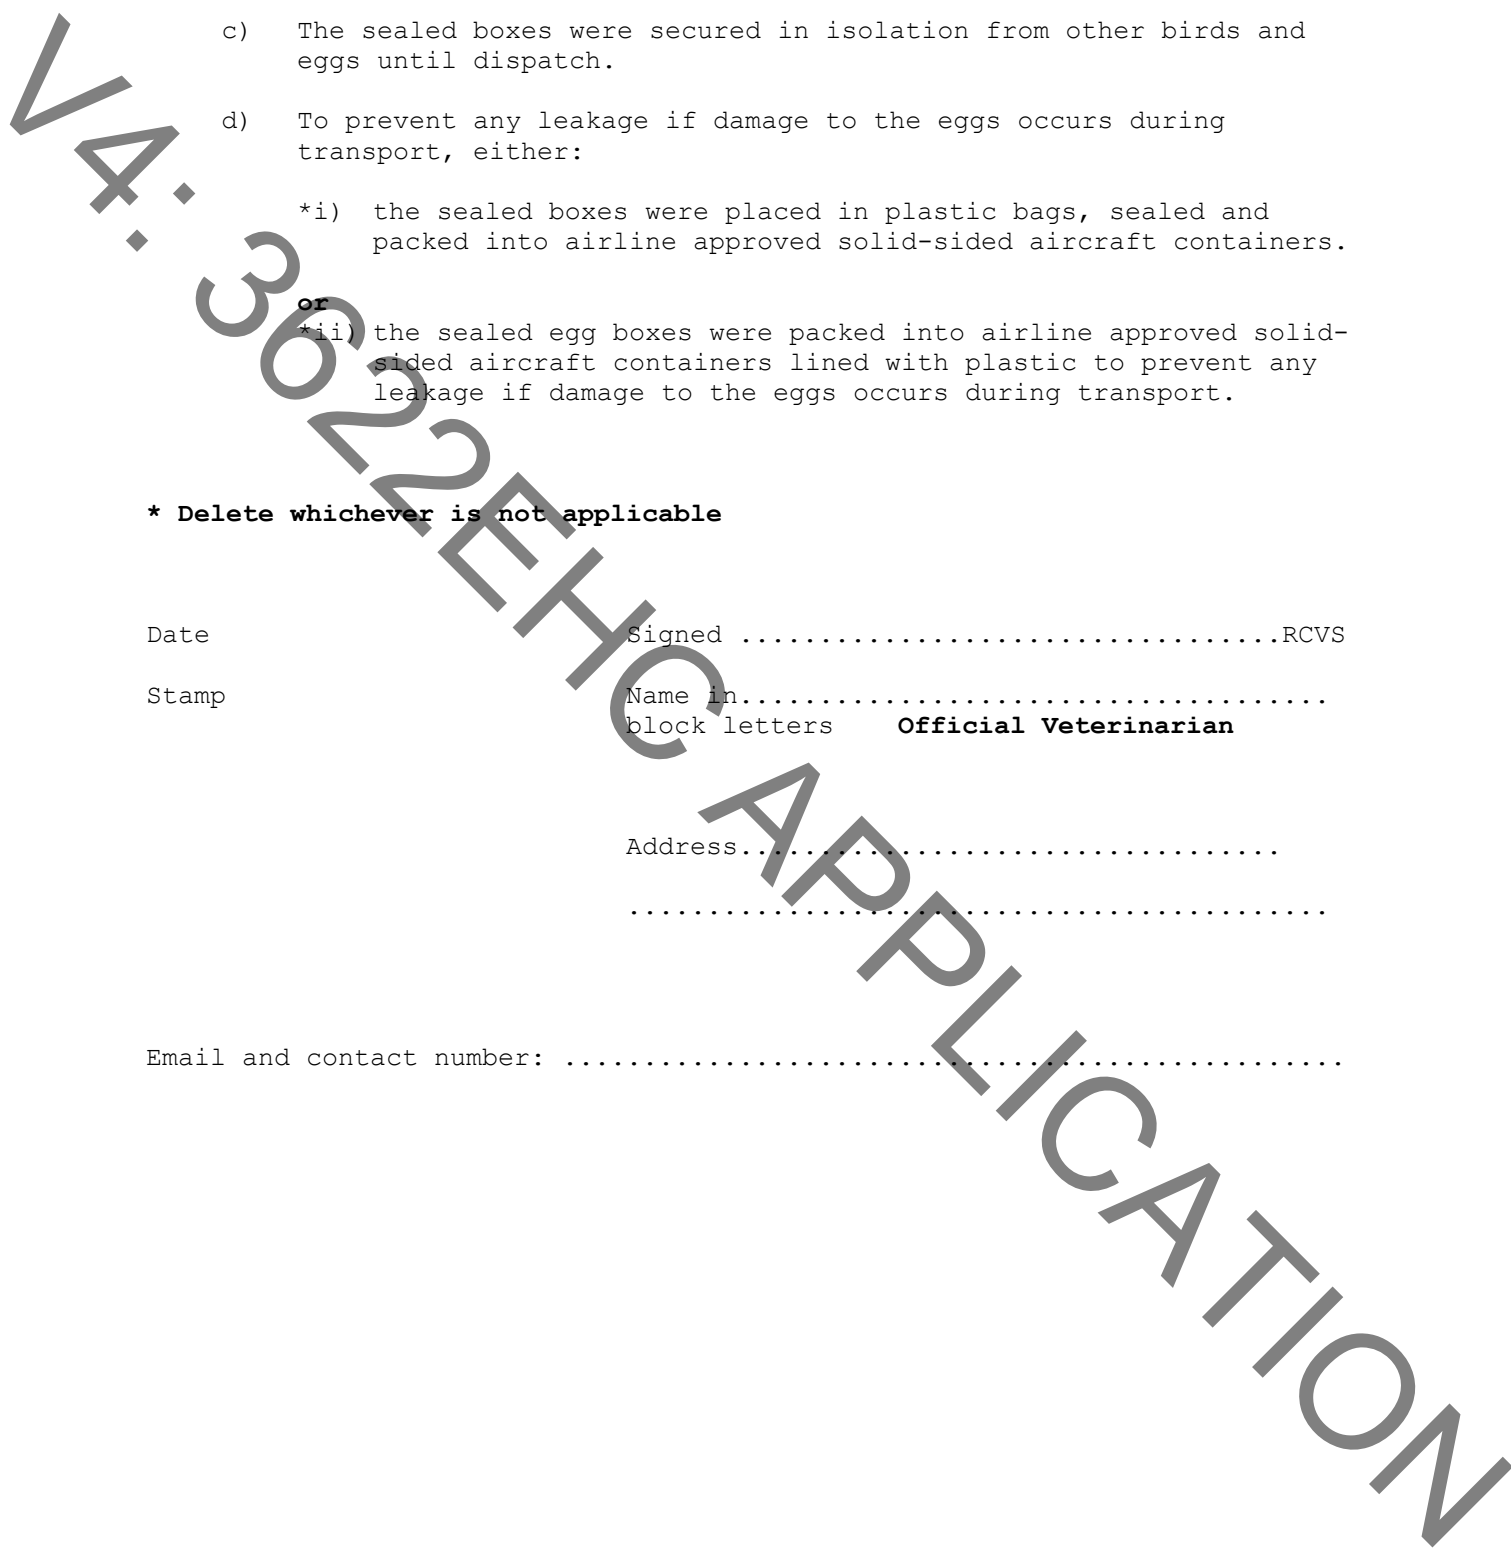 c) The sealed boxes were secured in isolation from other birds and
eggs until dispatch.
d) To prevent any leakage if damage to the eggs occurs during
transport, either:
*i) the sealed boxes were placed in plastic bags, sealed and
packed into airline approved solid-sided aircraft containers.
or
*ii) the sealed egg boxes were packed into airline approved solid-
sided aircraft containers lined with plastic to prevent any
leakage if damage to the eggs occurs during transport.
* Delete whichever is not applicable
Date Signed ..................................RCVS
Stamp Name in.....................................
block letters Official Veterinarian
Address..................................
............................................
Email and contact number: .................................................
V4: 3622EHC APPLICATION